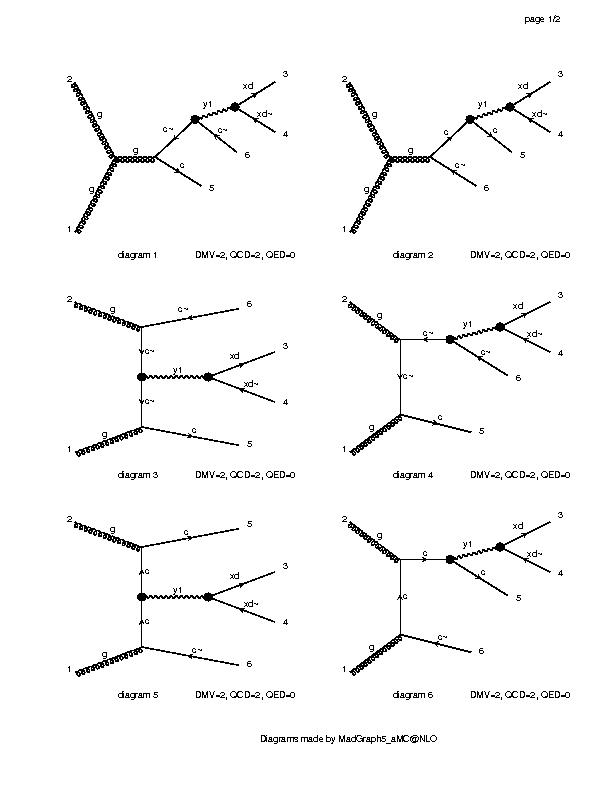 page 1/2
2 g g 1 g c~ y1 xd 3 xd~ 4 c~ 6 c 5
diagram 1 DMV=2, QCD=2, QED=0
2 g g 1 g c y1 xd 3 xd~ 4 c 5 c~ 6
diagram 2 DMV=2, QCD=2, QED=0
2 g c~ 6 c~ y1 xd 3 xd~ 4 c~ 1 g c 5
diagram 3 DMV=2, QCD=2, QED=0
2 g c~ y1 xd 3 xd~ 4 c~ 6 c~ 1 g c 5
diagram 4 DMV=2, QCD=2, QED=0
2 g c 5 c y1 xd 3 xd~ 4 c 1 g c~ 6
diagram 5 DMV=2, QCD=2, QED=0
2 g c y1 xd 3 xd~ 4 c 5 c 1 g c~ 6
diagram 6 DMV=2, QCD=2, QED=0
Diagrams made by MadGraph5_aMC@NLO